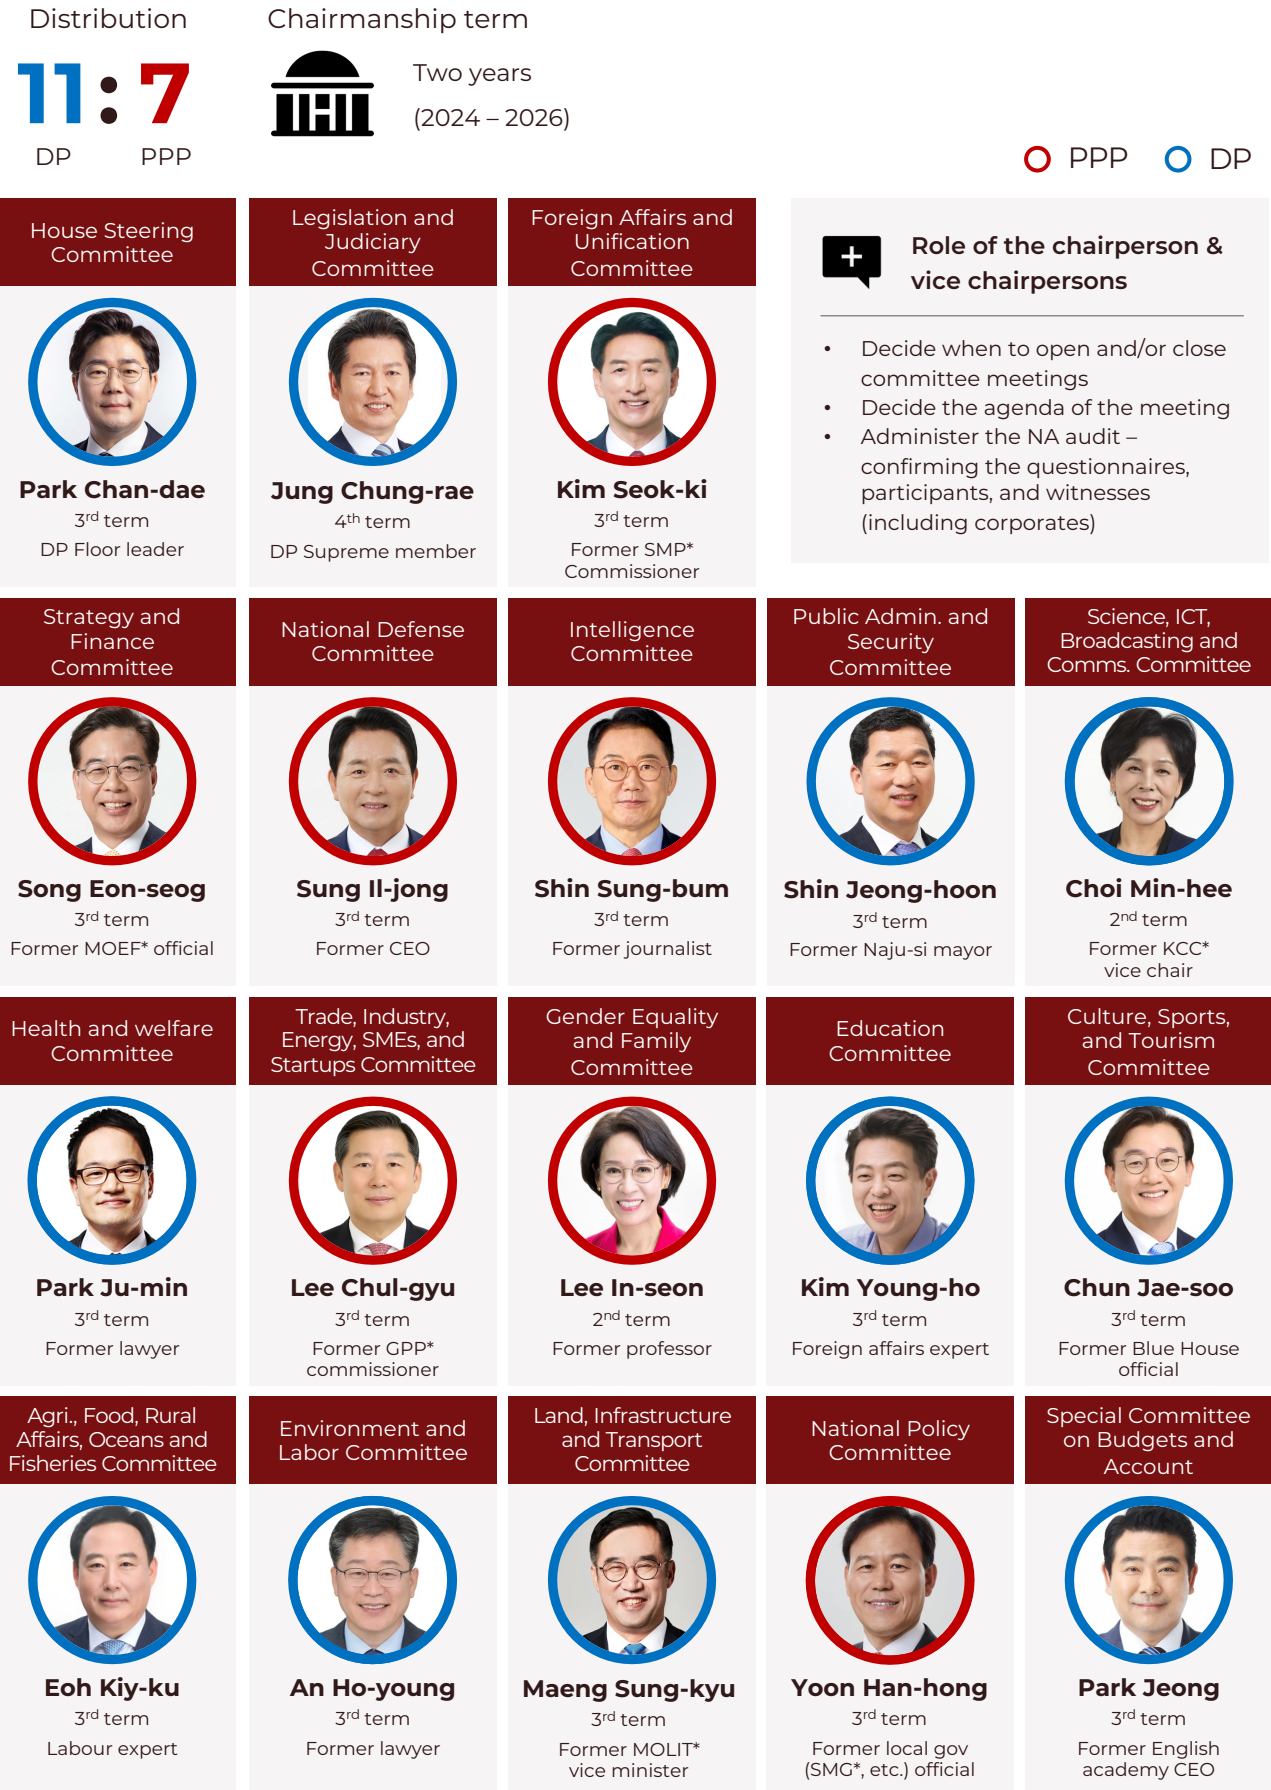 Distribution
11:7
DP
PPP
Chairmanship term
Two years
(2024 – 2026)
PPP
DP
House Steering
Committee
Park Chan-dae
3rd term
DP Floor leader
Legislation and
Judiciary
Committee
Jung Chung-rae
4th term
DP Supreme member
Foreign Affairs and
Unification
Committee
Kim Seok-ki
3rd term
Former SMP*
Commissioner
Role of the chairperson &
vice chairpersons
• Decide when to open and/or close
committee meetings
• Decide the agenda of the meeting
• Administer the NA audit –
confirming the questionnaires,
participants, and witnesses
(including corporates)
Strategy and
Finance
Committee
Song Eon-seog
3rd term
Former MOEF* official
National Defense
Committee
Sung Il-jong
3rd term
Former CEO
Intelligence
Committee
Shin Sung-bum
3rd term
Former journalist
Public Admin. and
Security
Committee
Shin Jeong-hoon
3rd term
Former Naju-si mayor
Science, ICT,
Broadcasting and
Comms. Committee
Choi Min-hee
2nd term
Former KCC*
vice chair
Health and welfare
Committee
Park Ju-min
3rd term
Former lawyer
Trade, Industry,
Energy, SMEs, and
Startups Committee
Lee Chul-gyu
3rd term
Former GPP*
commissioner
Gender Equality
and Family
Committee
Lee In-seon
2nd term
Former professor
Education
Committee
Kim Young-ho
3rd term
Foreign affairs expert
Culture, Sports,
and Tourism
Committee
Chun Jae-soo
3rd term
Former Blue House
official
Agri., Food, Rural
Affairs, Oceans and
Fisheries Committee
Eoh Kiy-ku
3rd term
Labour expert
Environment and
Labor Committee
An Ho-young
3rd term
Former lawyer
Land, Infrastructure
and Transport
Committee
Maeng Sung-kyu
3rd term
Former MOLIT*
vice minister
National Policy
Committee
Yoon Han-hong
3rd term
Former local gov
(SMG*, etc.) official
Special Committee
on Budgets and
Account
Park Jeong
3rd term
Former English
academy CEO